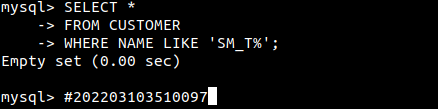 mysql> SELECT *
-> FROM CUSTOMER
-> WHERE NAME LIKE 'SM_T%';
Empty set (0.00 sec)
mysql> #202203103510097